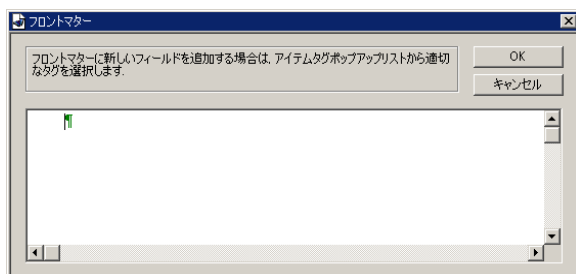 フロントマター
フロントマターに新しいフィールドを追加する場合は, アイテムタグポップアップリストから適切
なタグを選択します.
OK
キャンセル
¶